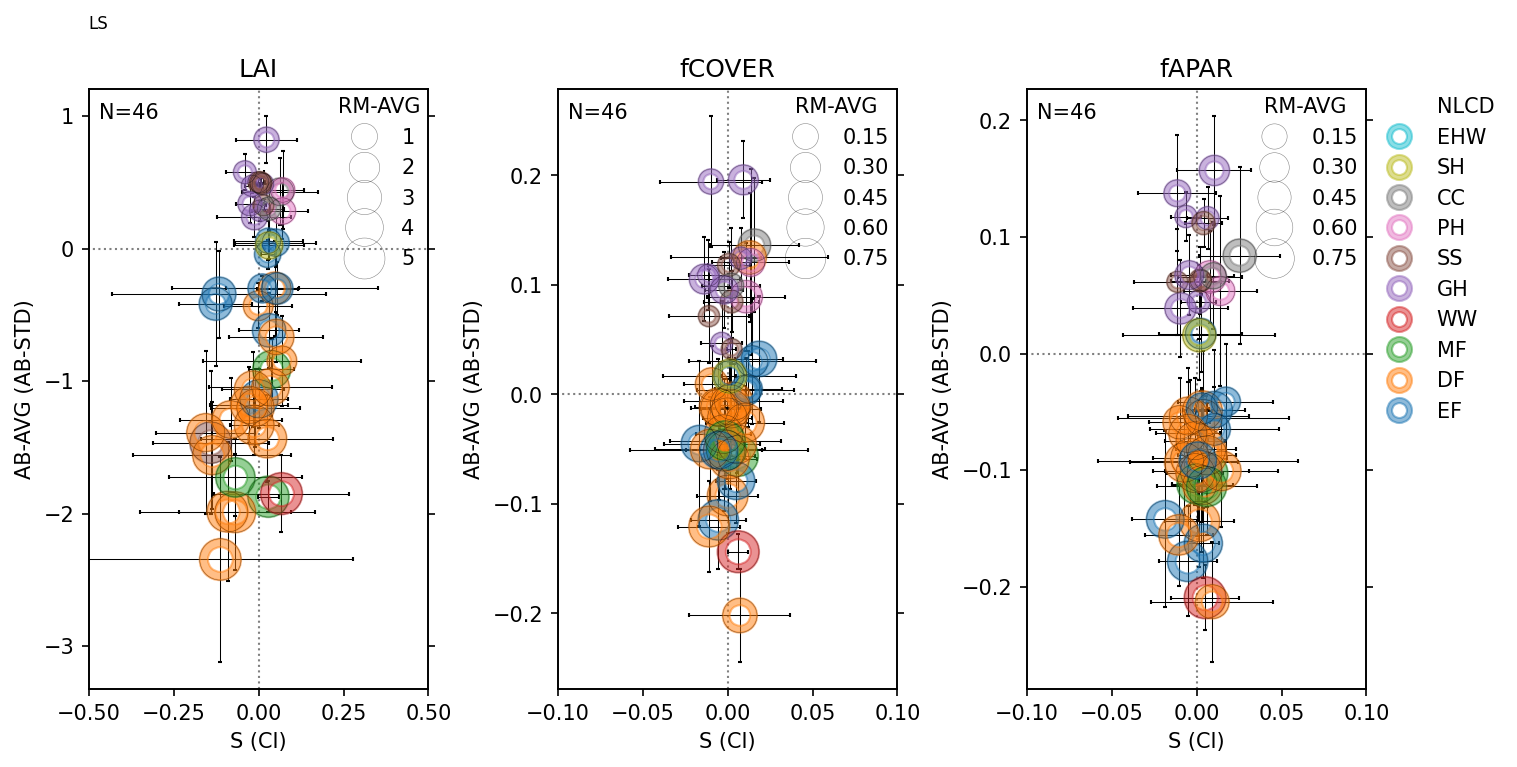 LS
LAI
N=46
RM-AVG
1
2
3
4
5
1
0
−1
−2
−3
AB-AVG (AB-STD)
−0.50 −0.25 0.00 0.25 0.50
S (CI)
fCOVER
N=46
RM-AVG
0.15
0.30
0.45
0.60
0.75
0.2
0.1
0.0
−0.1
−0.2
AB-AVG (AB-STD)
−0.10 −0.05 0.00 0.05 0.10
S (CI)
fAPAR
N=46
RM-AVG
0.15
0.30
0.45
0.60
0.75
0.2
0.1
0.0
−0.1
−0.2
AB-AVG (AB-STD)
−0.10 −0.05 0.00 0.05 0.10
S (CI)
NLCD
EHW
SH
CC
PH
SS
GH
WW
MF
DF
EF